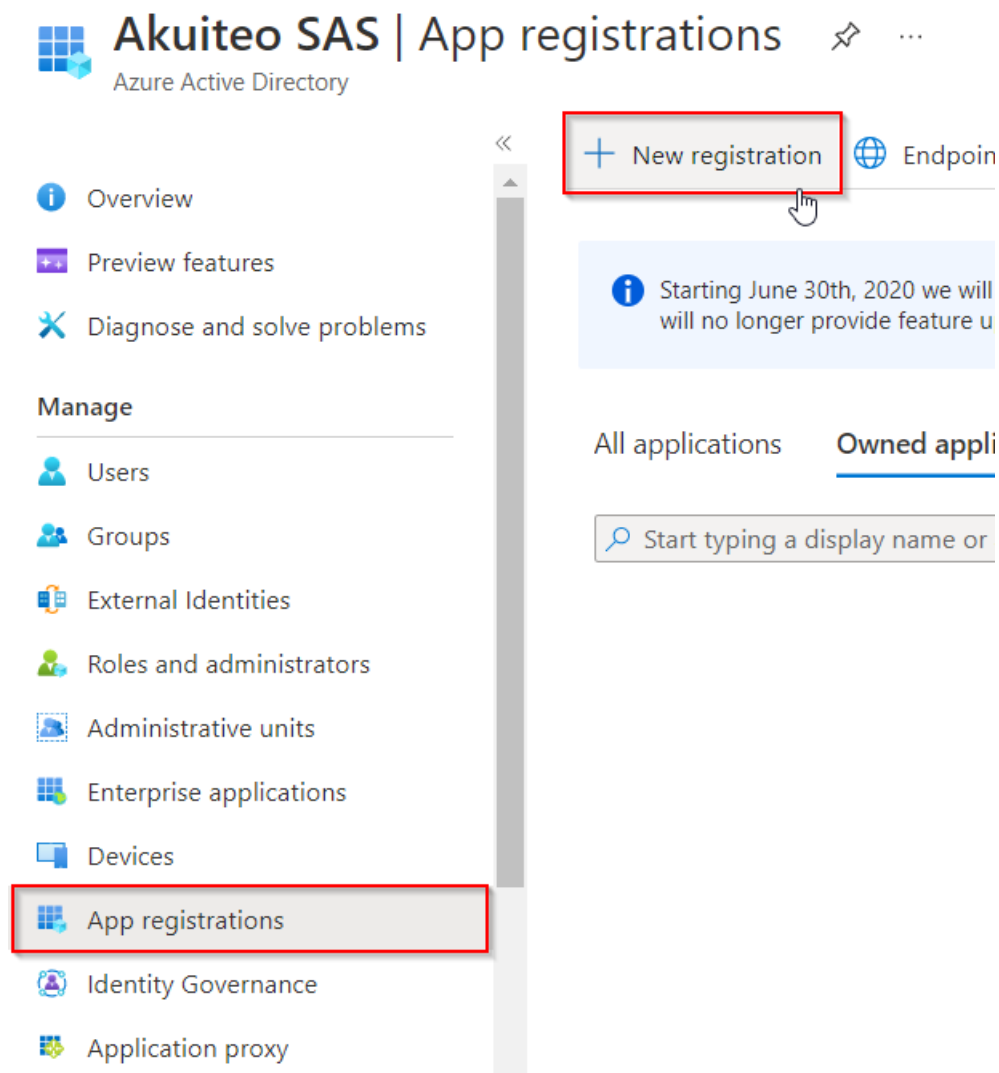 Akuiteo SAS | App registrations
Azure Active Directory
Overview
Preview features
Diagnose and solve problems
Manage
Users
Groups
External Identities
Roles and administrators
Administrative units
Enterprise applications
Devices
App registrations
Identity Governance
Application proxy
New registration
Starting June 30th, 2020 we will
will no longer provide feature
All applications
Owned
Start typing a display name or